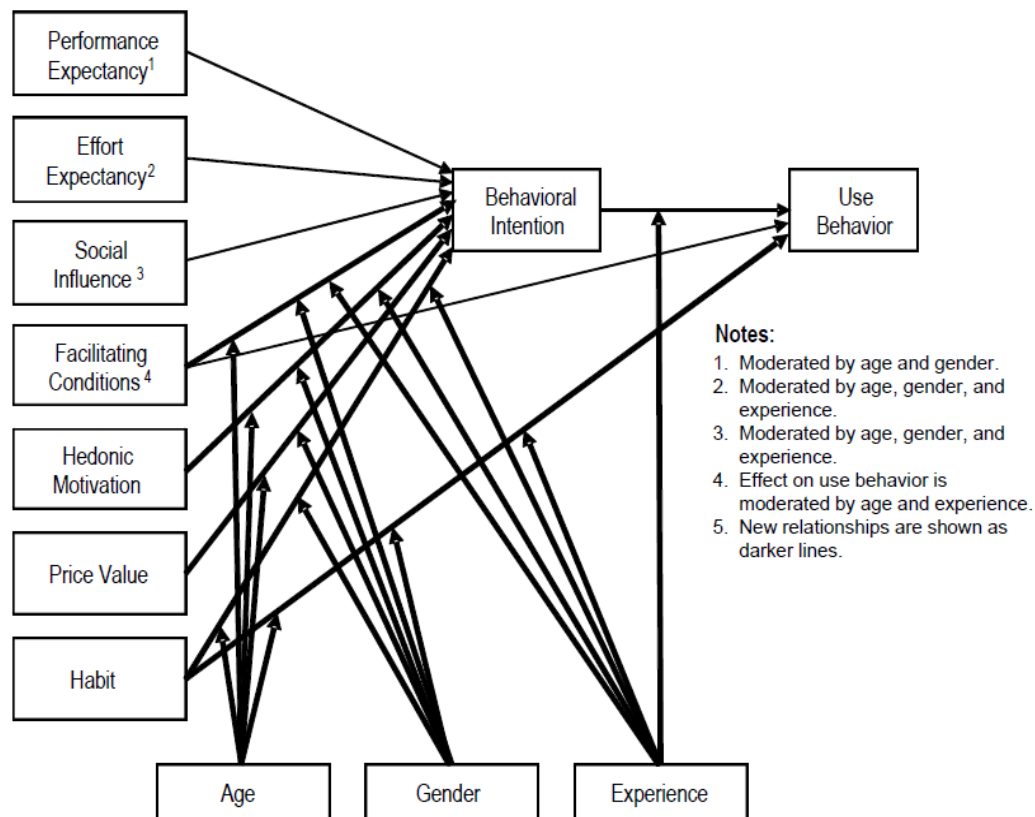 Performance
Expectancy1
Effort
Expectancy2
Social
Influence 3
Facilitating
Conditions 4
Hedonic
Motivation
Price Value
Habit
Behavioral
Intention
Use
Behavior
Notes:
1. Moderated by age and gender.
2. Moderated by age, gender, and
experience.
3. Moderated by age, gender, and
experience.
4. Effect on use behavior is
moderated by age and experience.
5. New relationships are shown as
darker lines.
Age
Gender
Experience